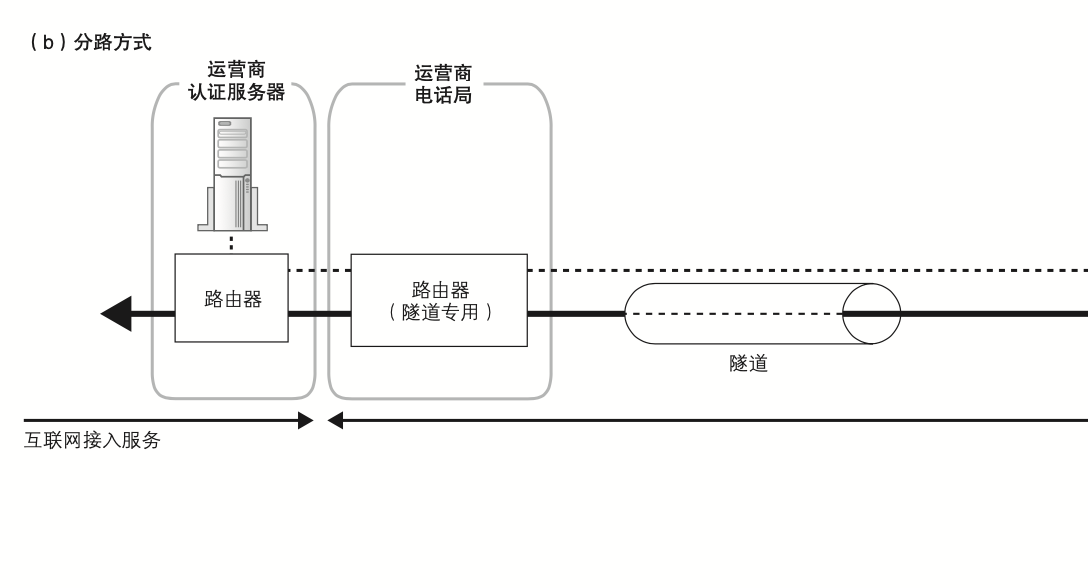 （b）分路方式
运营商
认证服务器
运营商
电话局
路由器
路由器
（隧道专用）
隧道
互联网接入服务